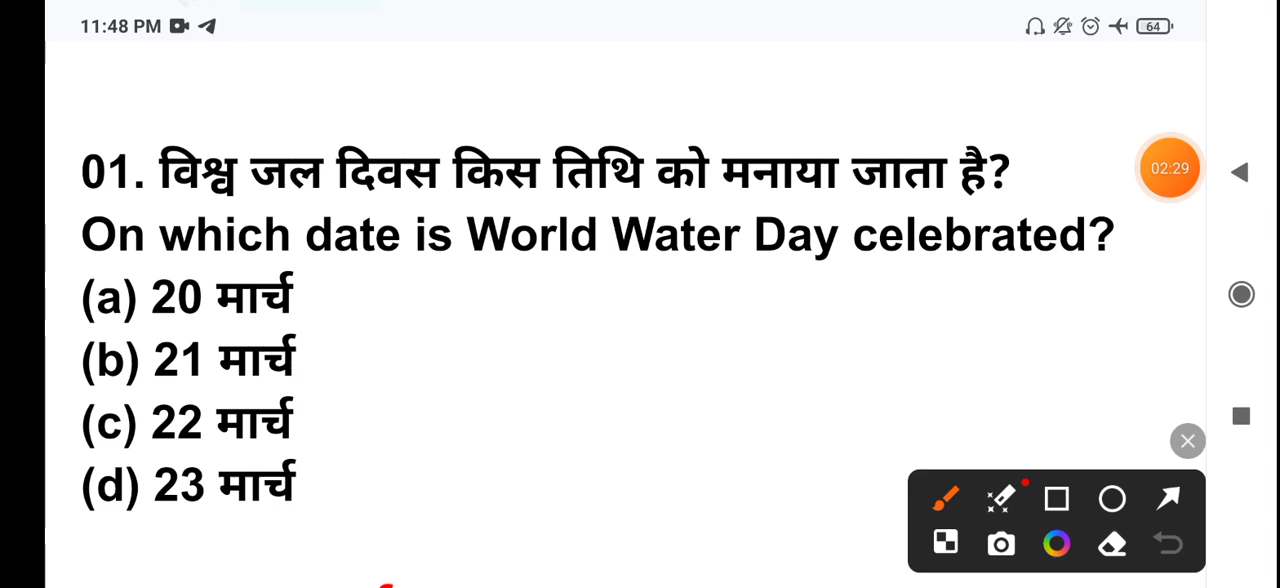 11:48 PM
64
01. विश्व जल दिवस किस तिथि को मनाया जाता है?
02:29
On which date is World Water Day celebrated?
(a) 20 मार्च
(b) 21 मार्च
(c) 22 मार्च
(d) 23 मार्च